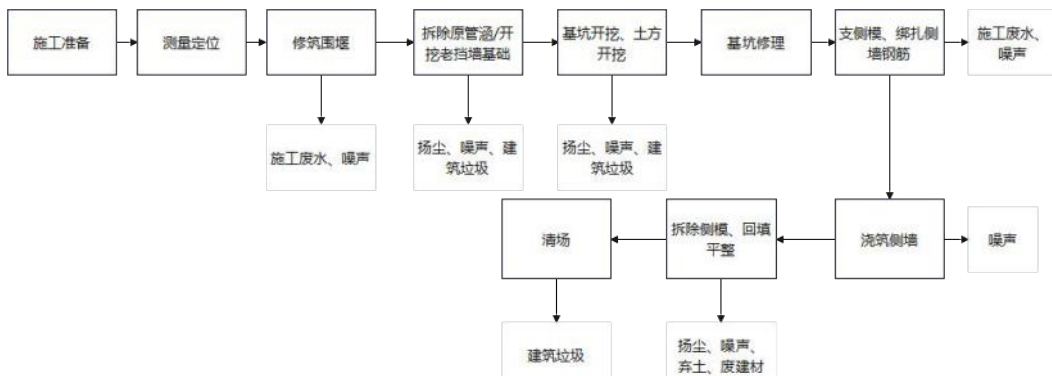 施工准备
测量定位
修筑围堰
拆除原管涵/开
挖老挡墙基础
基坑开挖、土方
开挖
基坑修理
支侧模、绑扎侧
墙钢筋
施工废水、
噪声
施工废水、噪声
扬尘、噪声、建
筑垃圾
扬尘、噪声、建
筑垃圾
清场
拆除侧模、回填
平整
浇筑侧墙
噪声
建筑垃圾
扬尘、噪声、
弃土、废建材